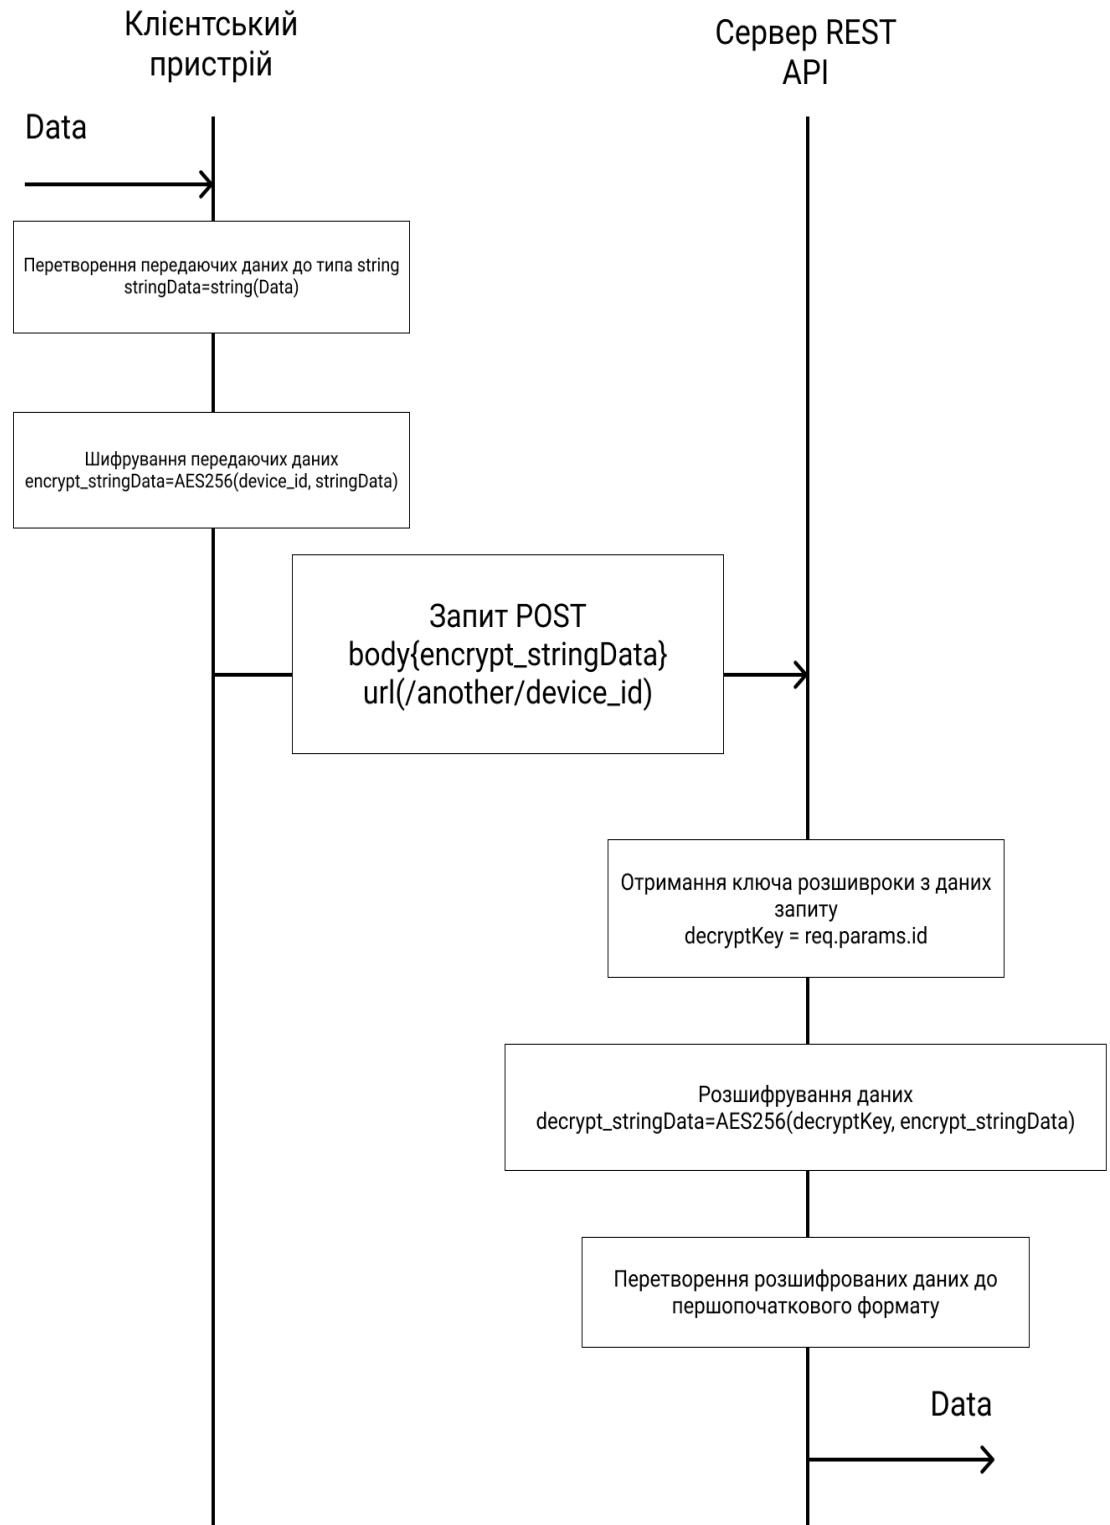 Клієнтський
пристрій
Сервер REST
API
Data
Перетворення передаючих даних до типа string
stringData=string(Data)
Шифрування передаючих даних
encrypt_stringData=AES256(device_id, stringData)
Запит POST
body{encrypt_stringData}
url(/another/device_id)
Отримання ключа розшивроки з даних
запиту
decryptKey = req.params.id
Розшифрування даних
decrypt_stringData=AES256(decryptKey, encrypt_stringData)
Перетворення розшифрованих даних до
першопочаткового формату
Data